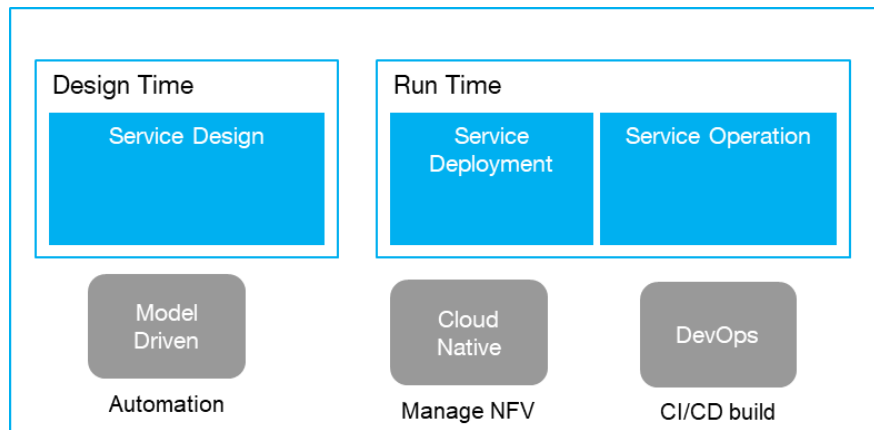 Design Time
Service Design
Run Time
Service
Deployment
Service Operation
Model
Driven
Automation
Cloud
Native
Manage NFV
DevOps
CI/CD build